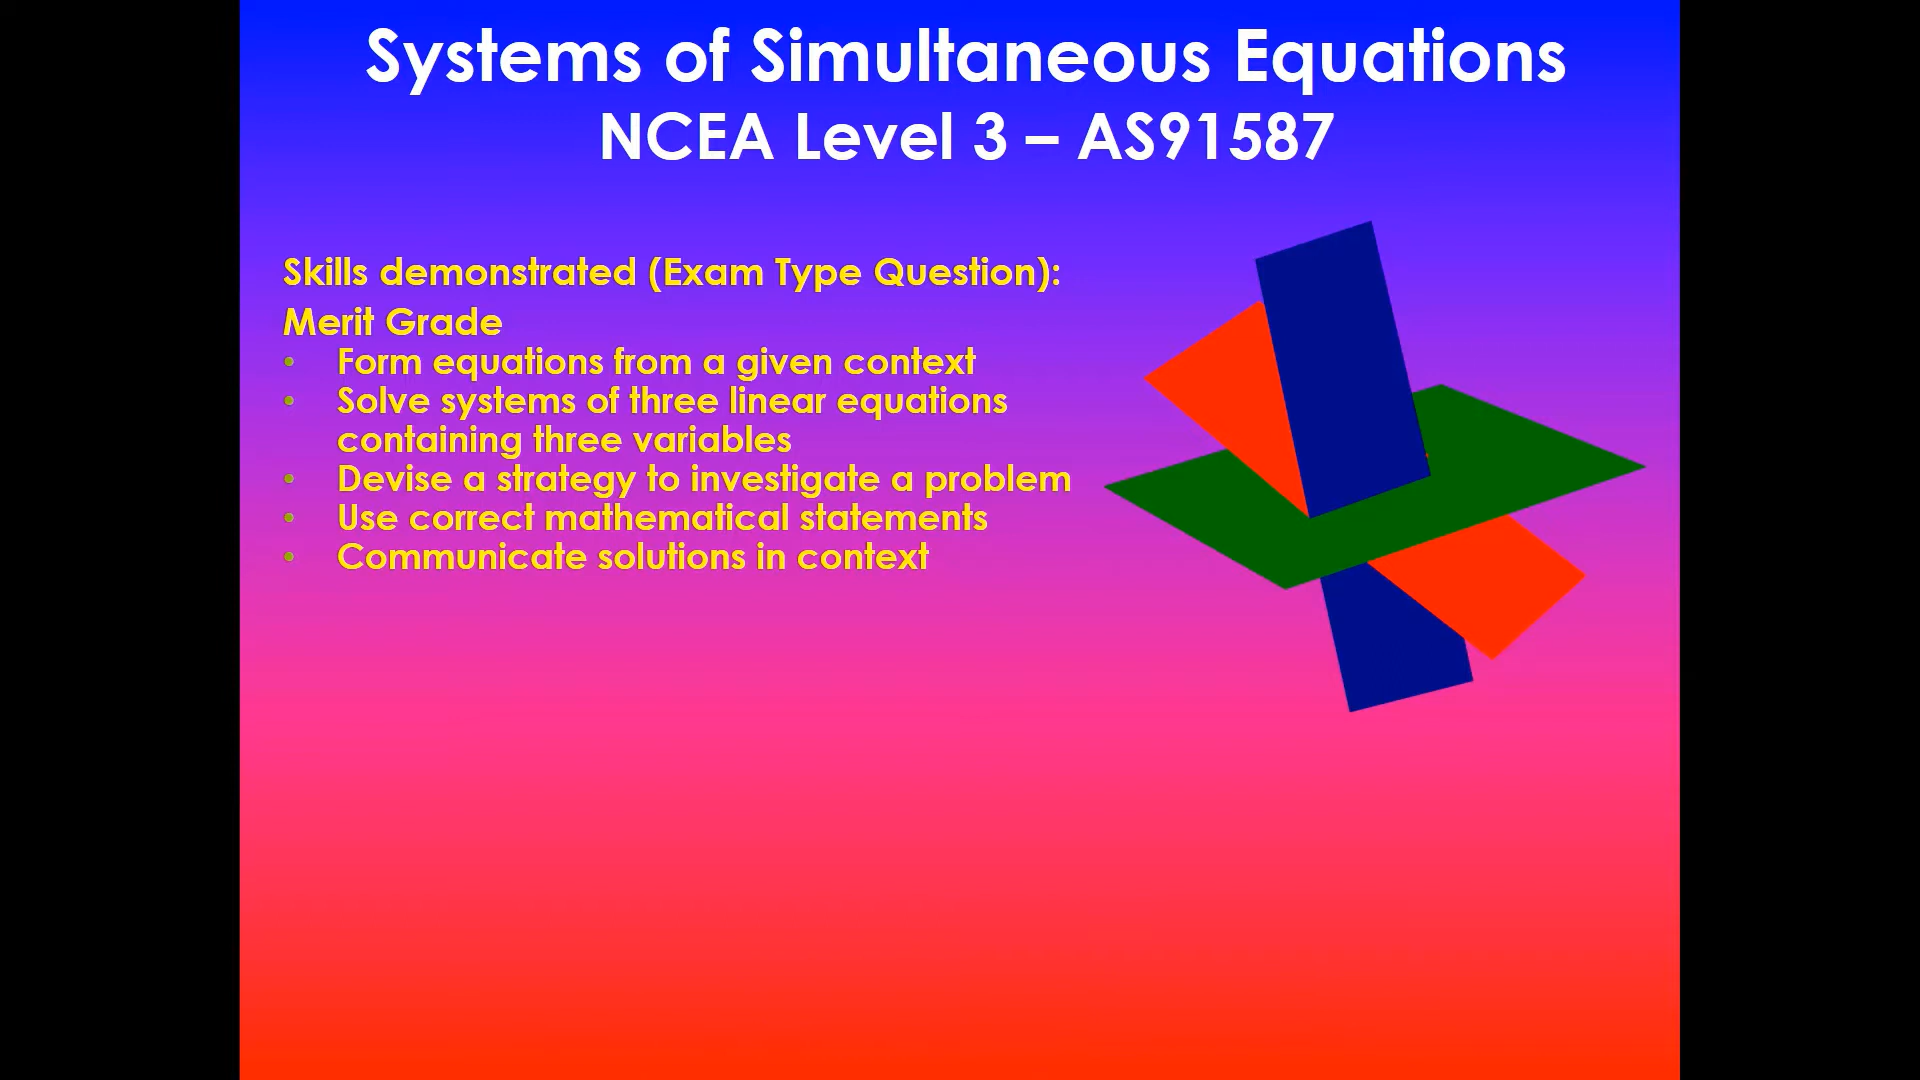 Systems of Simultaneous Equations
NCEA Level 3 – AS91587
Skills demonstrated (Exam Type Question):
Merit Grade
• Form equations from a given context
• Solve systems of three linear equations
containing three variables
• Devise a strategy to investigate a problem
• Use correct mathematical statements
• Communicate solutions in context